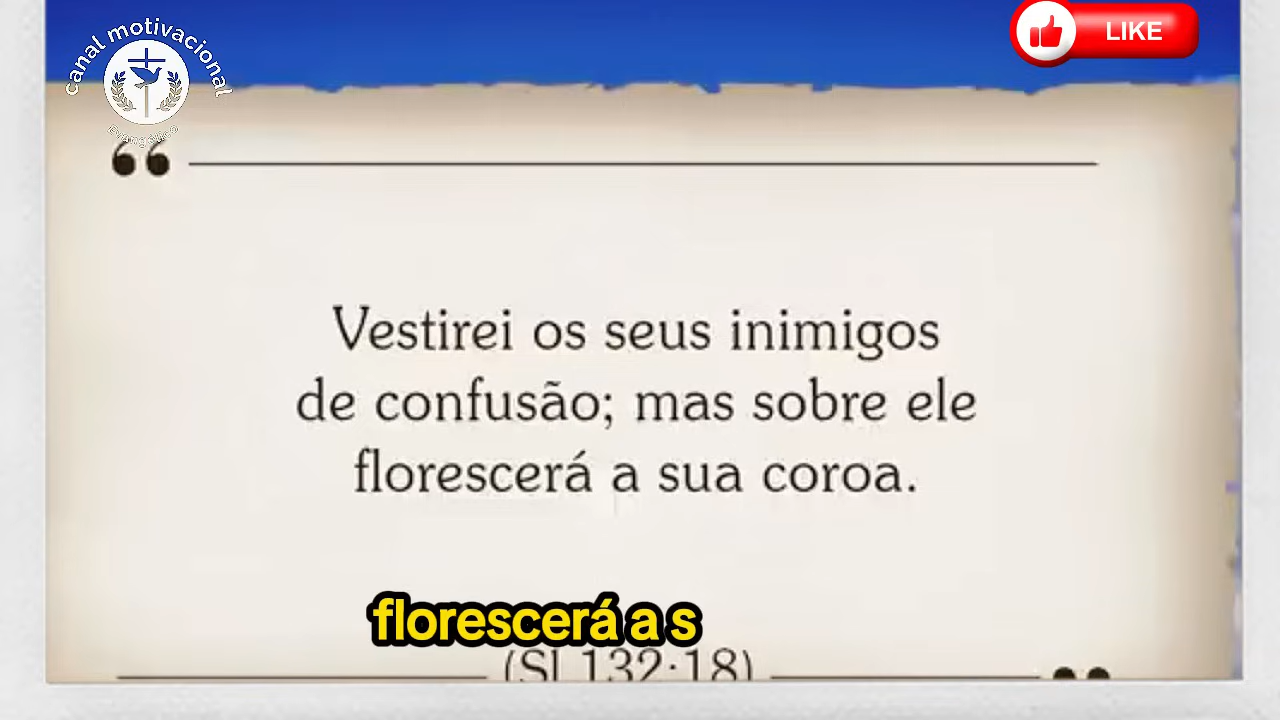 canal motivacional
evangélico
LIKE
Vestirei os seus inimigos
de confusão; mas sobre ele
florescerá a sua coroa.
florescerá a s
(Sl 132:18)